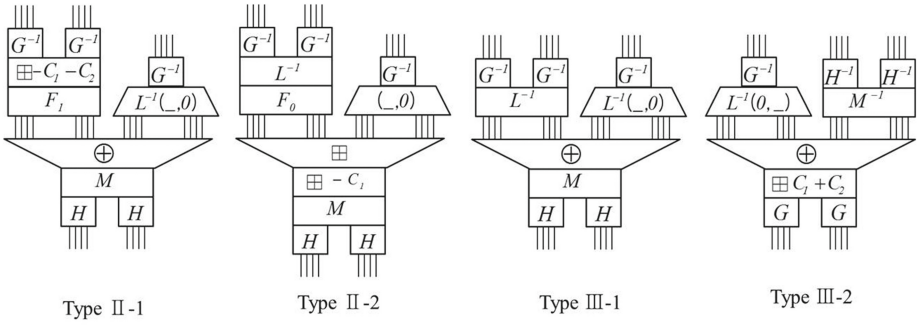 G⁻¹ G⁻¹
⊞-C₁-C₂
F₁
G⁻¹
L⁻¹(_,0)
⊕
M
H H
Type Ⅱ-1
G⁻¹ G⁻¹
L⁻¹
F₀
G⁻¹
(_,0)
⊞
⊞ - C₁
M
H H
Type Ⅱ-2
G⁻¹ G⁻¹
L⁻¹
G⁻¹
L⁻¹(_,0)
⊕
M
H H
Type Ⅲ-1
G⁻¹
L⁻¹(0,_)
H⁻¹ H⁻¹
M⁻¹
⊕
⊞ C₁+C₂
G G
Type Ⅲ-2